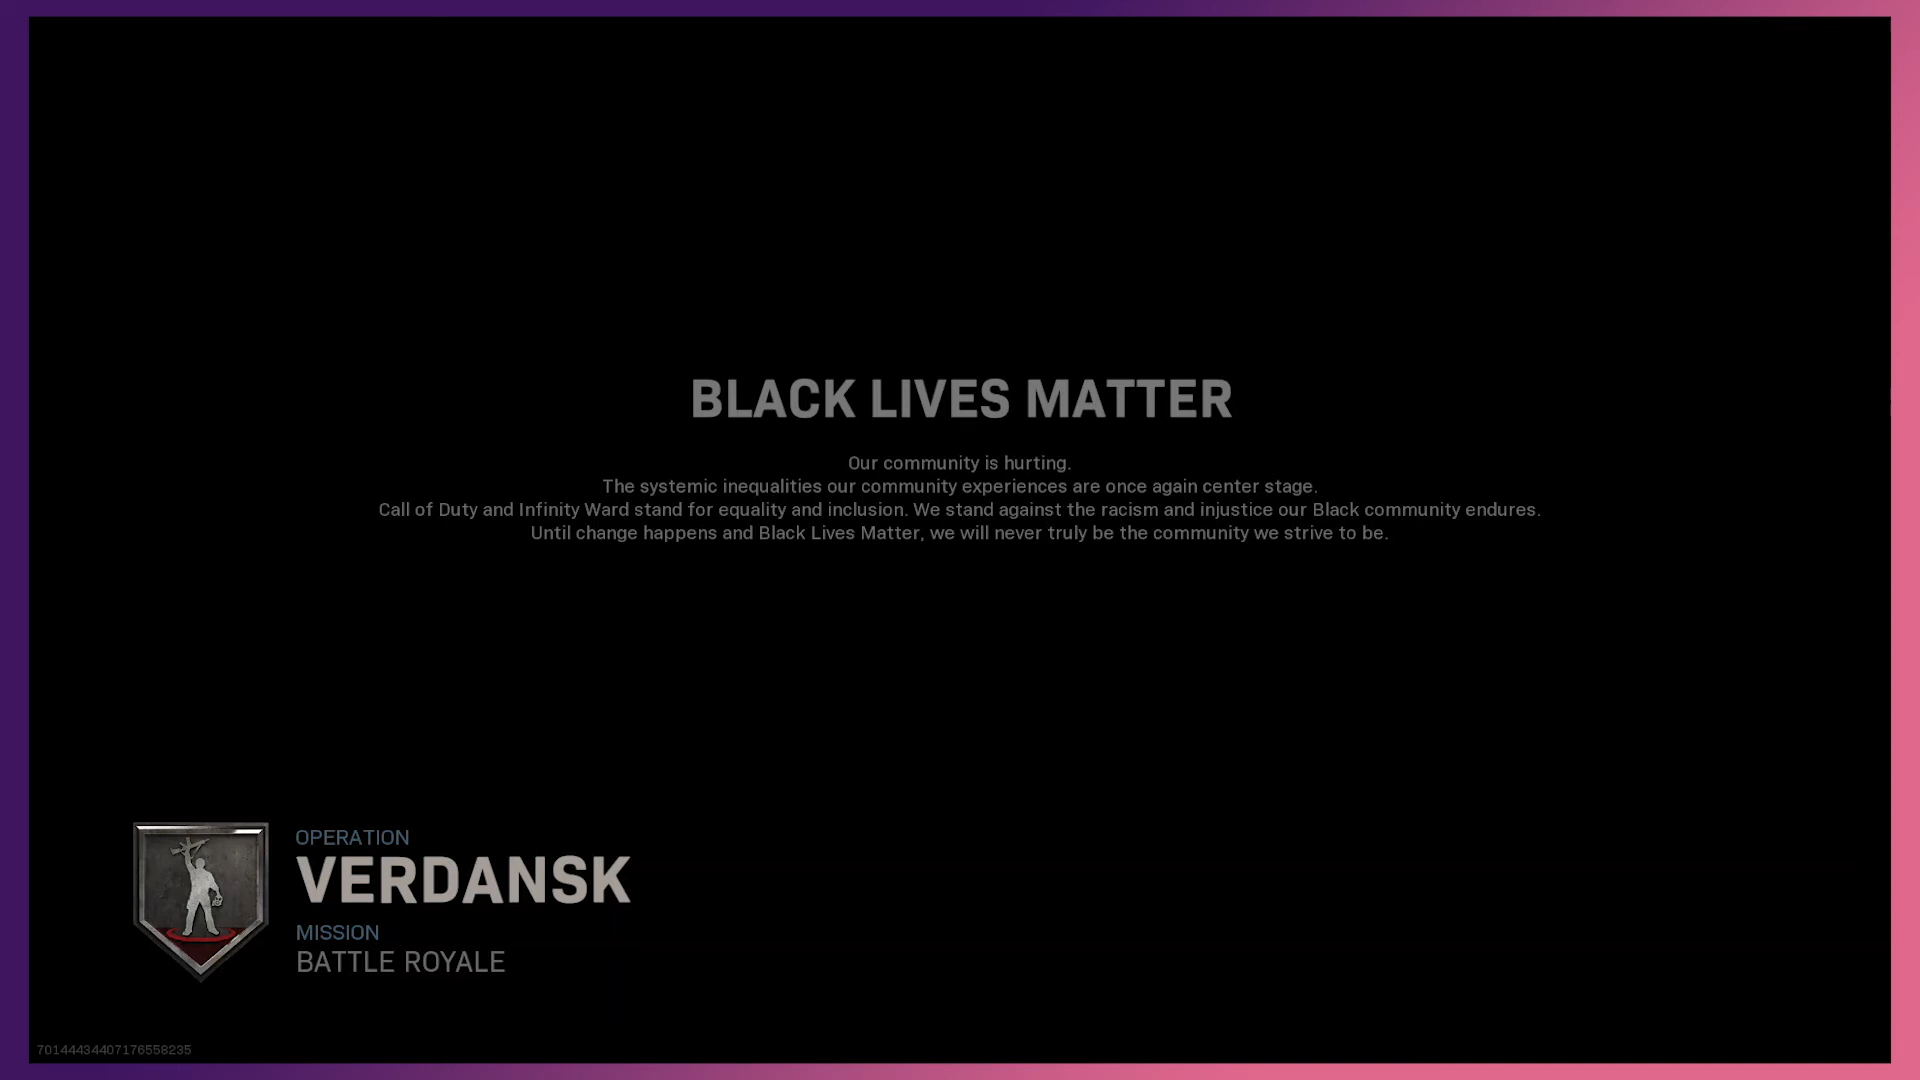 BLACK LIVES MATTER
Our community is hurting.
The systemic inequalities our community experiences are once again center stage.
Call of Duty and Infinity Ward stand for equality and inclusion. We stand against the racism and injustice our Black community endures.
Until change happens and Black Lives Matter, we will never truly be the community we strive to be.
OPERATION
VERDANSK
MISSION
BATTLE ROYALE
70144434407176558235